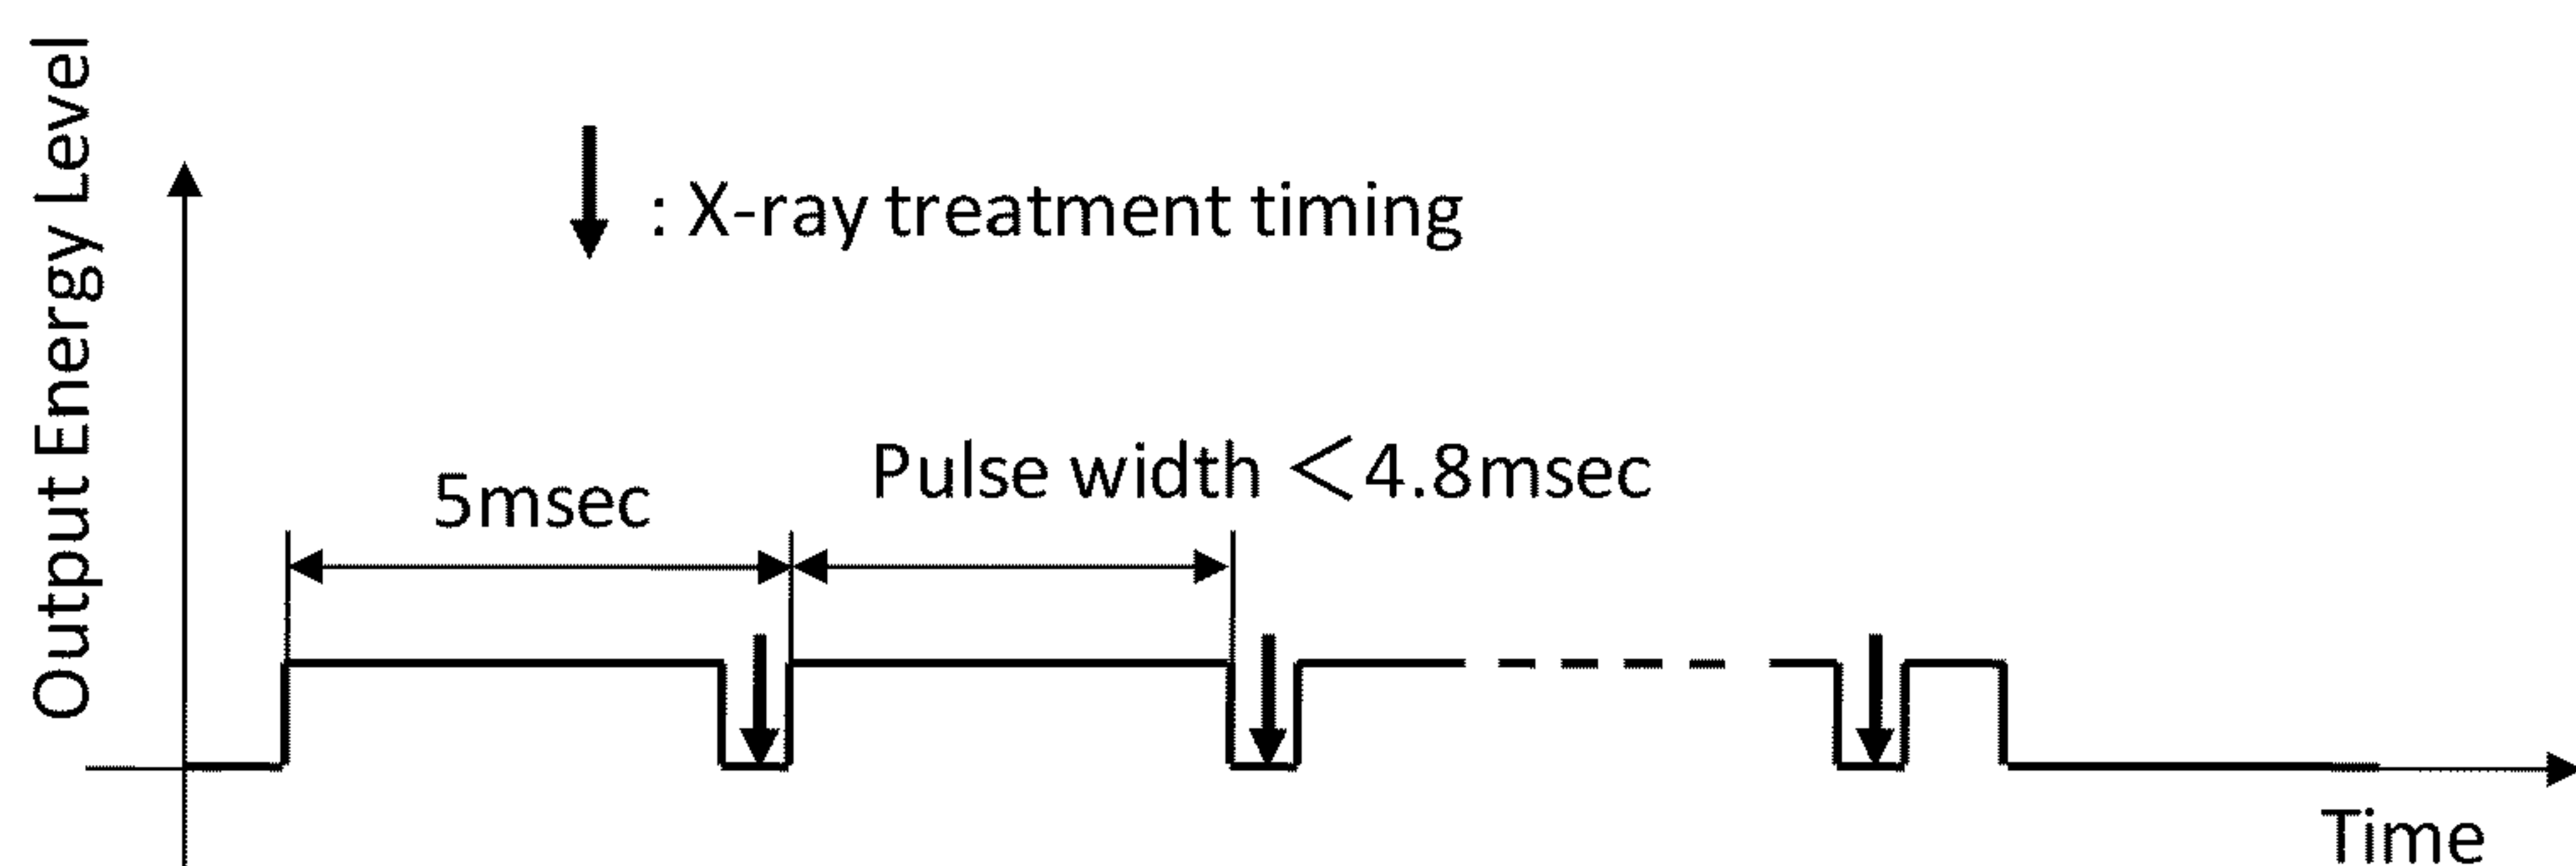 Output Energy Level
: X-ray treatment timing
5msec
Pulse width <4.8msec
Time